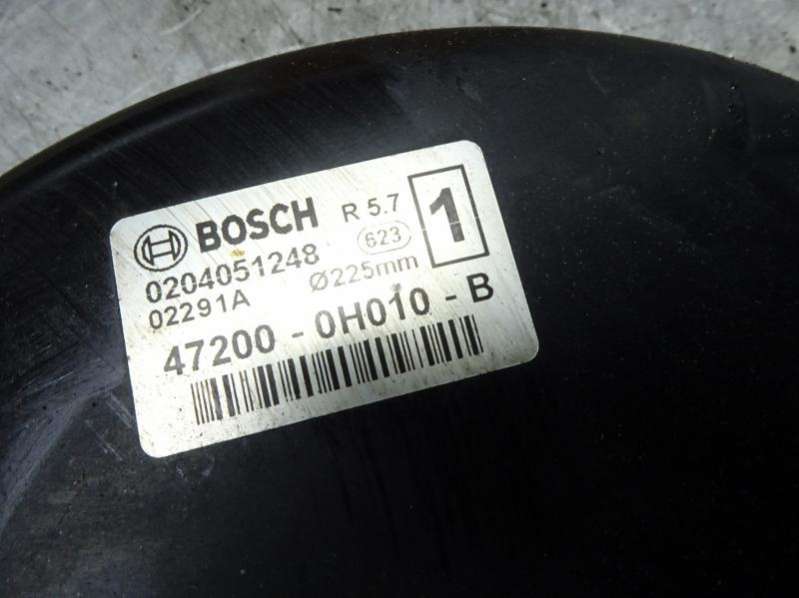 BOSCH R 5.7 1
0204051248 623
02291A Ø225mm
47200 - 0H010 - B